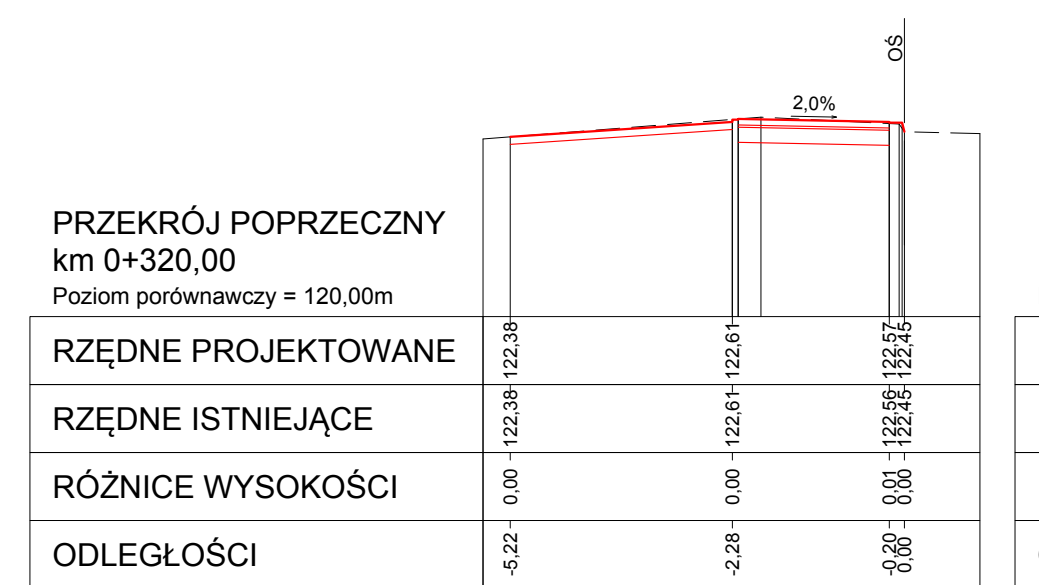 OŚ
2,0%
PRZEKRÓJ POPRZECZNY
km 0+320,00
Poziom porównawczy = 120,00m
RZĘDNE PROJEKTOWANE 122,38 122,61 122,57 122,45
RZĘDNE ISTNIEJĄCE 122,38 122,61 122,56 122,45
RÓŻNICE WYSOKOŚCI 0,00 0,00 0,01 0,00
ODLEGŁOŚCI -5,22 -2,28 -0,20 0,00